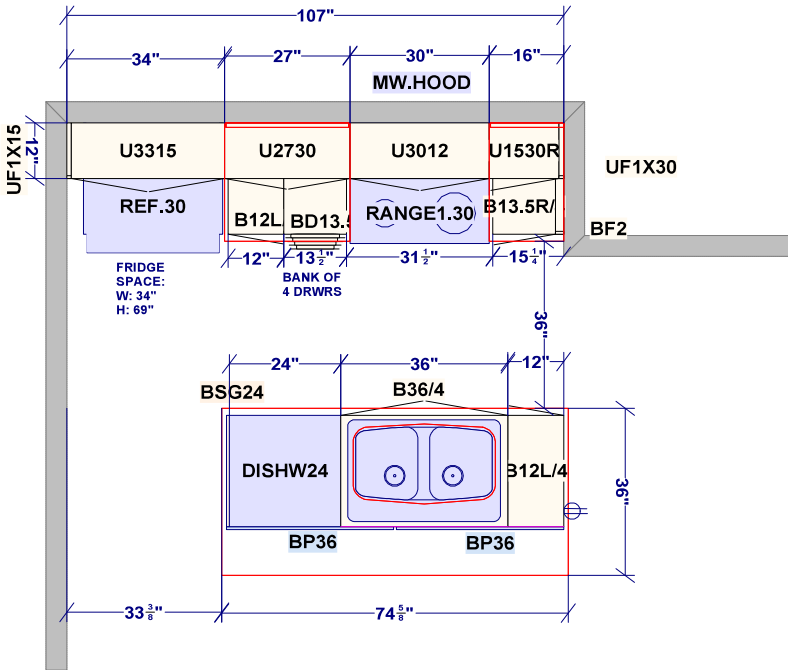 107"
34" 27" 30" 16"
MW.HOOD
UF1X15
12"
U3315 U2730 U3012 U1530R
UF1X30
REF.30 B12L/ BD13.5 RANGE1.30 B13.5R/
BF2
12" 13 1/2" 31 1/2" 15 1/4"
FRIDGE
SPACE:
W: 34"
H: 69"
BANK OF
4 DRWRS
36"
24" 36" 12"
BSG24 B36/4
DISHW24 B12L/4
36"
BP36 BP36
33 3/8" 74 5/8"